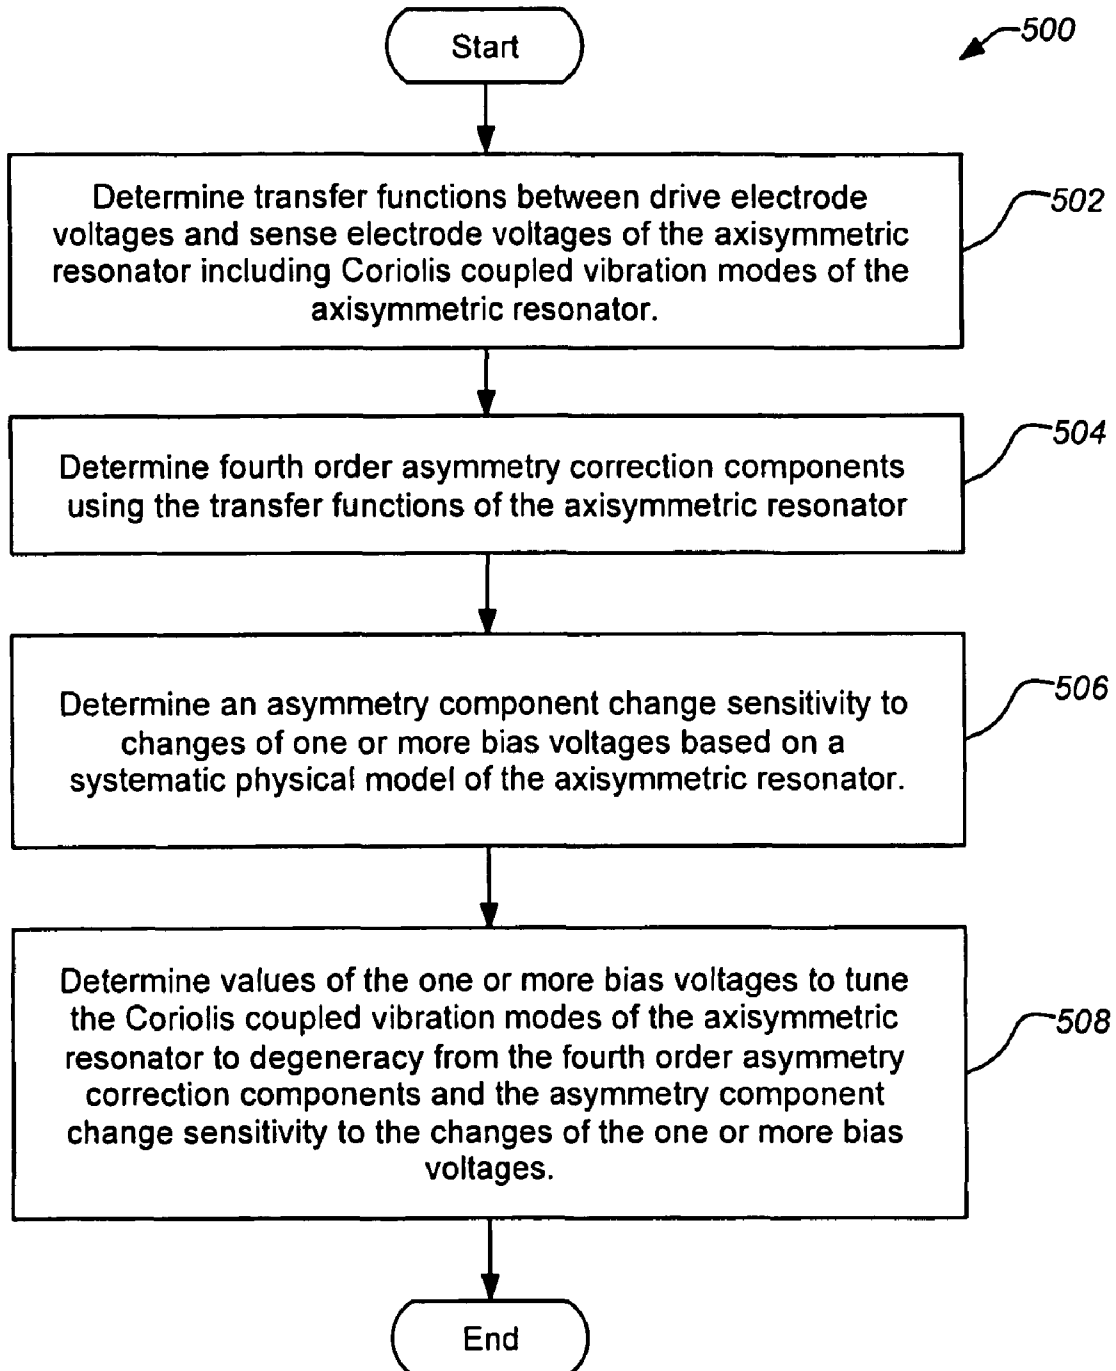 Start
500
Determine transfer functions between drive electrode
voltages and sense electrode voltages of the axisymmetric
resonator including Coriolis coupled vibration modes of the
axisymmetric resonator.
502
Determine fourth order asymmetry correction components
using the transfer functions of the axisymmetric resonator
504
Determine an asymmetry component change sensitivity to
changes of one or more bias voltages based on a
systematic physical model of the axisymmetric resonator.
506
Determine values of the one or more bias voltages to tune
the Coriolis coupled vibration modes of the axisymmetric
resonator to degeneracy from the fourth order asymmetry
correction components and the asymmetry component
change sensitivity to the changes of the one or more bias
voltages.
508
End